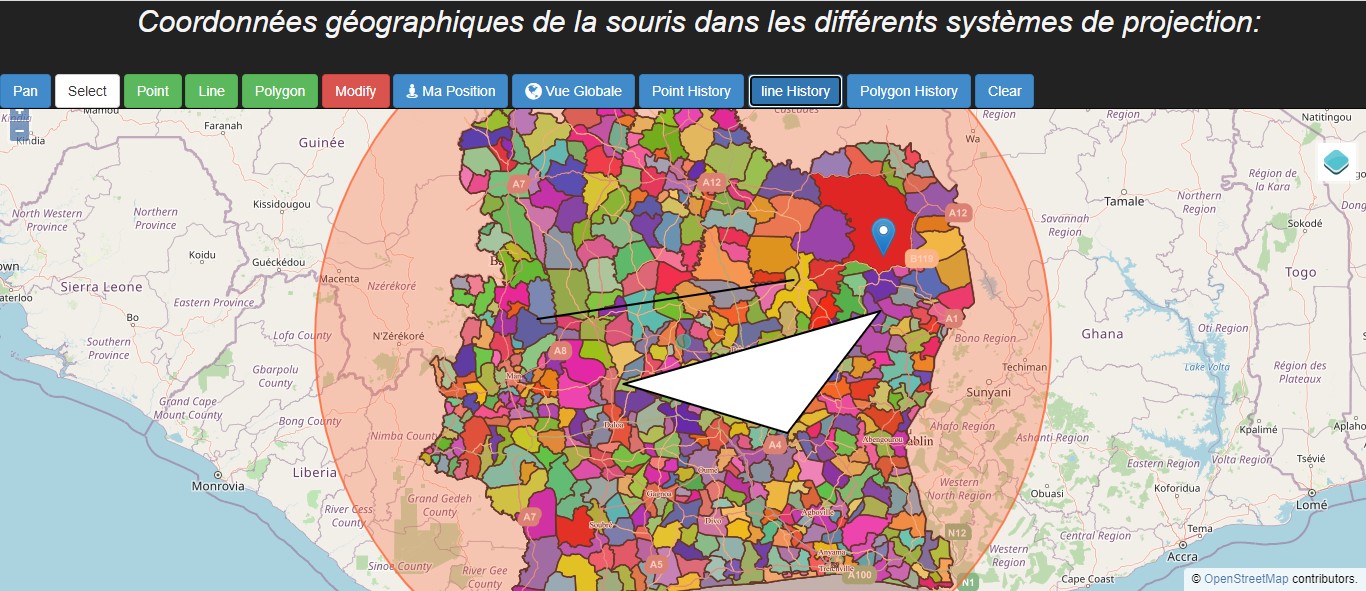 Coordonnées géographiques de la souris dans les différents systèmes de projection:
Pan
Select
Point
Line
Polygon
Modify
Ma Position
Vue Globale
Point History
line History
Polygon History
Clear
+
–
Kindia
Mamou
Faranah
Guinée
Region
Wa
Region
Natitingou
A7
A12
Région de
la Kara
North Western
Province
Northern
Province
Kissidougou
Tamale
Northern
Region
A12
Savannah
Region
Sokodé
Koidu
Guéckédou
B119
Togo
Macenta
Nzérékoré
Sierra Leone
Eastern Province
Bo
Southern
Province
Lofa County
N'Zérékoré
A1
Ghana
Oti Region
Bono Region
A8
Man
Gbarpolu
County
Techiman
Lake Volta
Région des
Plateaux
Sunyani
Grand Cape
Mount County
Bong County
Daloa
Nimba County
Ahafo Region
Kpalimé
Aplaho
A4
Abengourou
Ashanti Region
Liberia
Oumé
Eastern Region
Volta Region
Tsévié
Monrovia
Grand Gedeh
County
Gagnoa
Western
North Region
Obuasi
Koforidua
Lomé
River Cess
County
A7
Soubré
Divo
Agboville
N12
Central Region
Tema
Accra
Anyama
Treichville
Western
Region
Sinoe County
River Gee
County
A5
A100
N1
Cape Coast
© OpenStreetMap contributors.